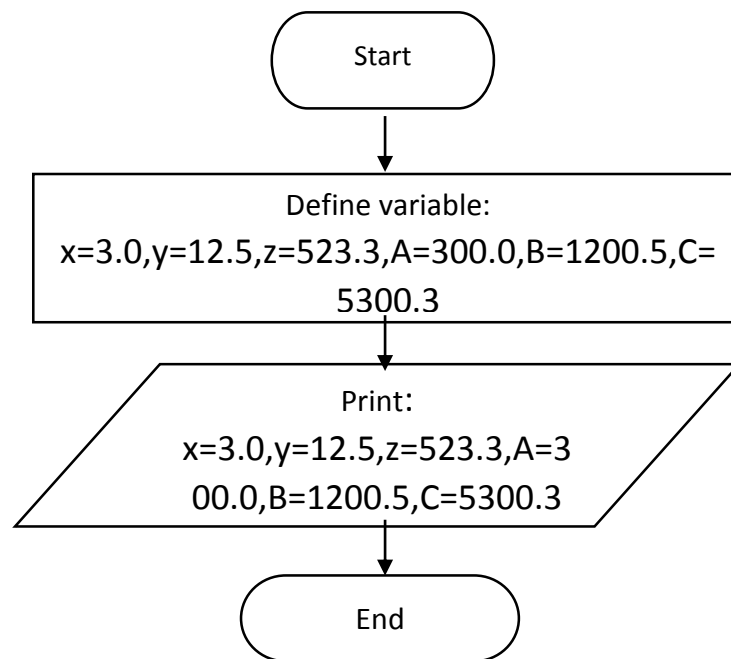 Start
Define variable:
x=3.0,y=12.5,z=523.3,A=300.0,B=1200.5,C=
5300.3
Print:
x=3.0,y=12.5,z=523.3,A=3
00.0,B=1200.5,C=5300.3
End